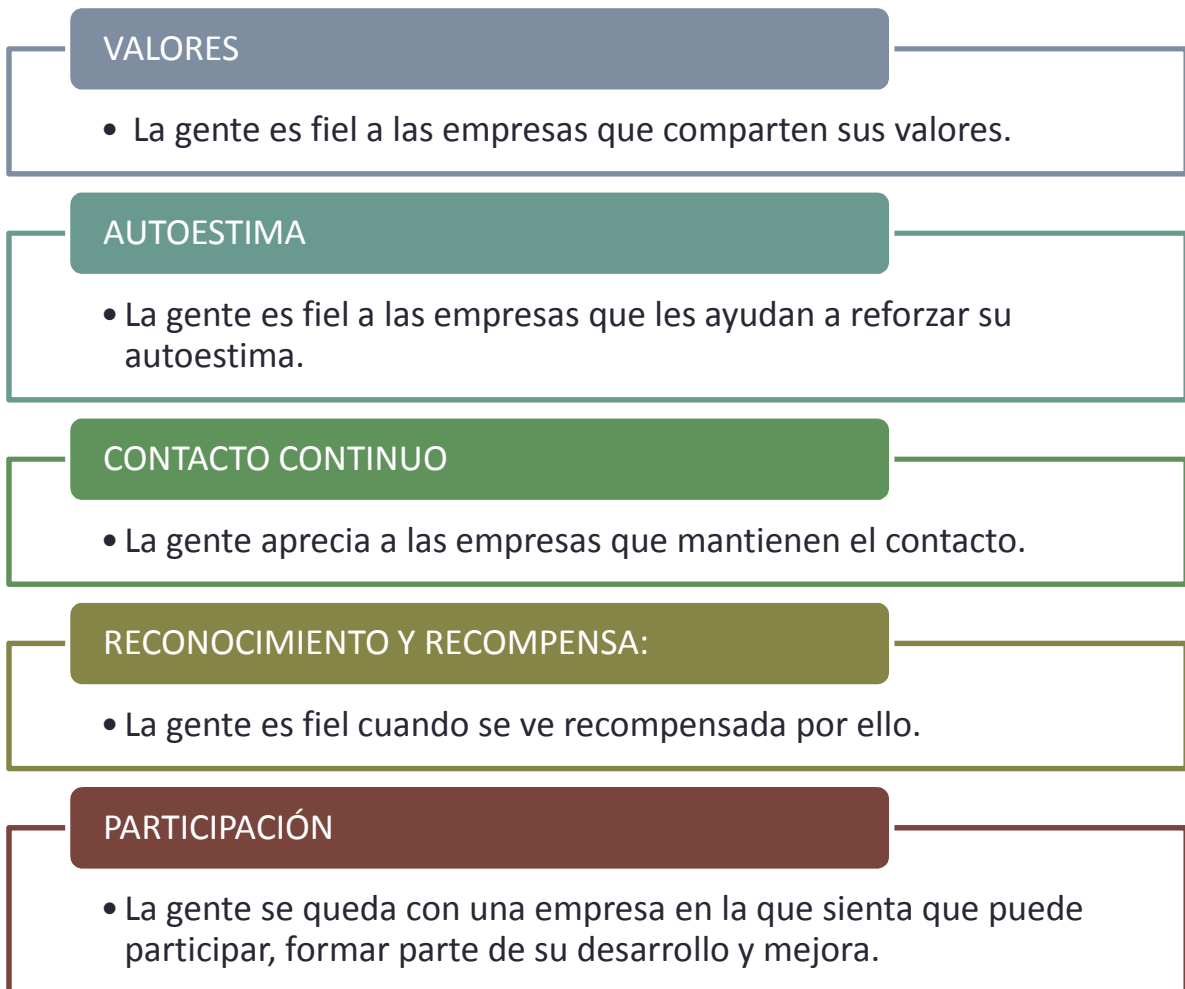 VALORES
• La gente es fiel a las empresas que comparten sus valores.
AUTOESTIMA
• La gente es fiel a las empresas que les ayudan a reforzar su
autoestima.
CONTACTO CONTINUO
• La gente aprecia a las empresas que mantienen el contacto.
RECONOCIMIENTO Y RECOMPENSA:
• La gente es fiel cuando se ve recompensada por ello.
PARTICIPACIÓN
• La gente se queda con una empresa en la que sienta que puede
participar, formar parte de su desarrollo y mejora.